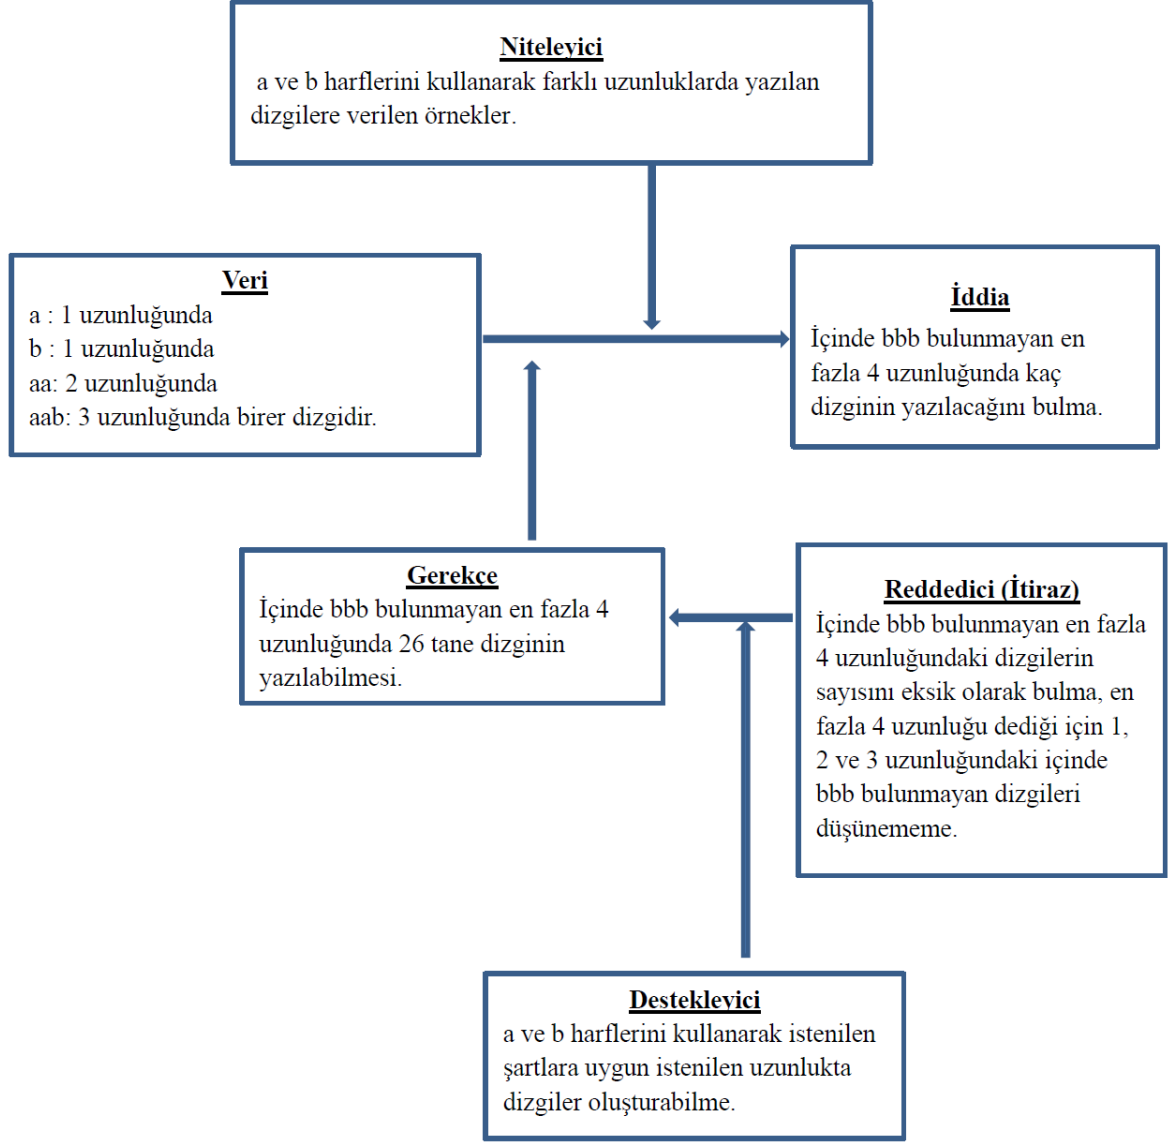 Niteleyici
a ve b harflerini kullanarak farklı uzunluklarda yazılan
dizgilere verilen örnekler.
Veri
a : 1 uzunluğunda
b : 1 uzunluğunda
aa: 2 uzunluğunda
aab: 3 uzunluğunda birer dizgidir.
İddia
İçinde bbb bulunmayan en
fazla 4 uzunluğunda kaç
dizginin yazılacağını bulma.
Gerekçe
İçinde bbb bulunmayan en fazla 4
uzunluğunda 26 tane dizginin
yazılabilmesi.
Reddedici (İtiraz)
İçinde bbb bulunmayan en fazla
4 uzunluğundaki dizgilerin
sayısını eksik olarak bulma, en
fazla 4 uzunluğu dediği için 1,
2 ve 3 uzunluğundaki içinde
bbb bulunmayan dizgileri
düşünememe.
Destekleyici
a ve b harflerini kullanarak istenilen
şartlara uygun istenilen uzunlukta
dizgiler oluşturabilme.